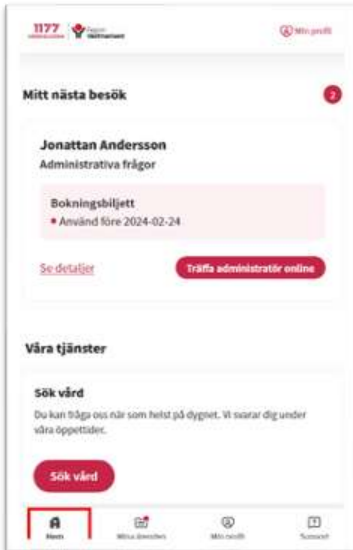 1177
Region
Västmanland
Min profil
Mitt nästa besök
2
Jonattan Andersson
Administrativa frågor
Bokningsbiljett
Använd före 2024-02-24
Se detaljer
Träffa administratör online
Våra tjänster
Sök vård
Du kan fråga oss när som helst på dygnet. Vi svarar dig under
våra öppettider.
Sök vård
Hem
Mina ärenden
Min profil
Support